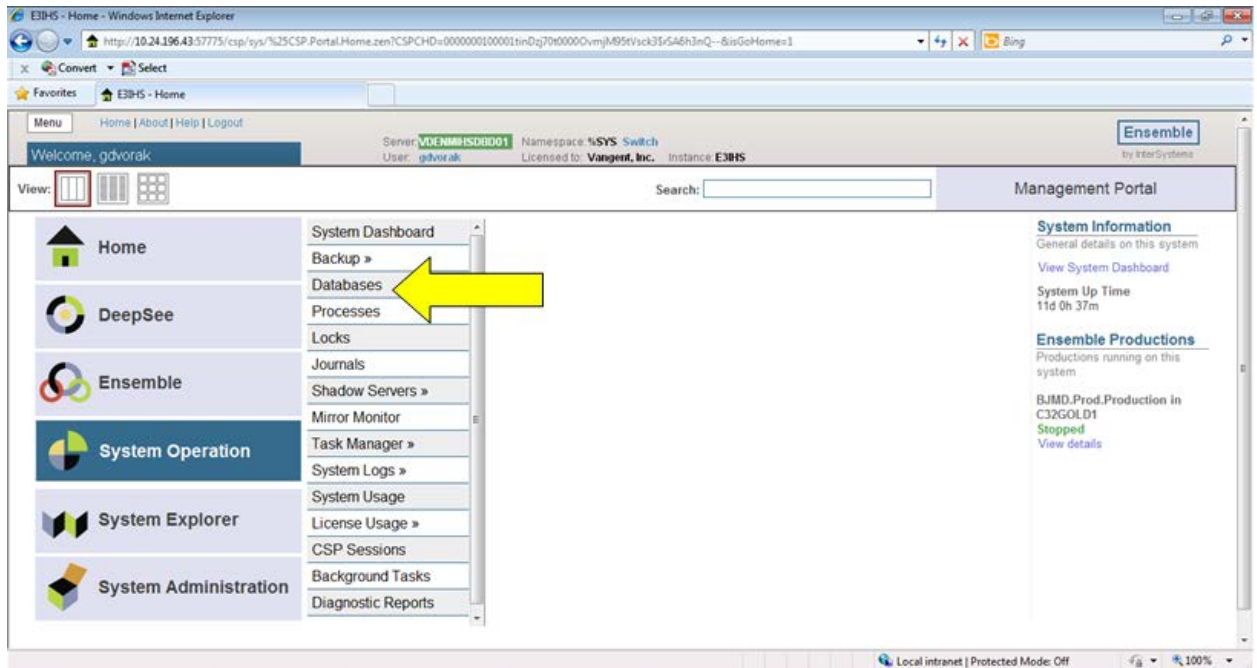 E3IHS - Home - Windows Internet Explorer
Bing
Convert Select
Favorites E3IHS - Home
Menu Home | About | Help | Logout
Server: VDENMIHSDBD01 Namespace: %SYS Switch
Welcome, gdvorak
User: gdvorak Licensed to: Vangent, Inc. Instance: E3IHS
Ensemble
by InterSystems
View:
Search:
Management Portal
Home
DeepSee
Ensemble
System Operation
System Explorer
System Administration
System Dashboard
Backup »
Databases
Processes
Locks
Journals
Shadow Servers »
Mirror Monitor
Task Manager »
System Logs »
System Usage
License Usage »
CSP Sessions
Background Tasks
Diagnostic Reports
System Information
General details on this system
View System Dashboard
System Up Time
11d 0h 37m
Ensemble Productions
Productions running on this
system
BJMD.Prod.Production in
C32GOLD1
Stopped
View details
Local intranet | Protected Mode: Off
100%